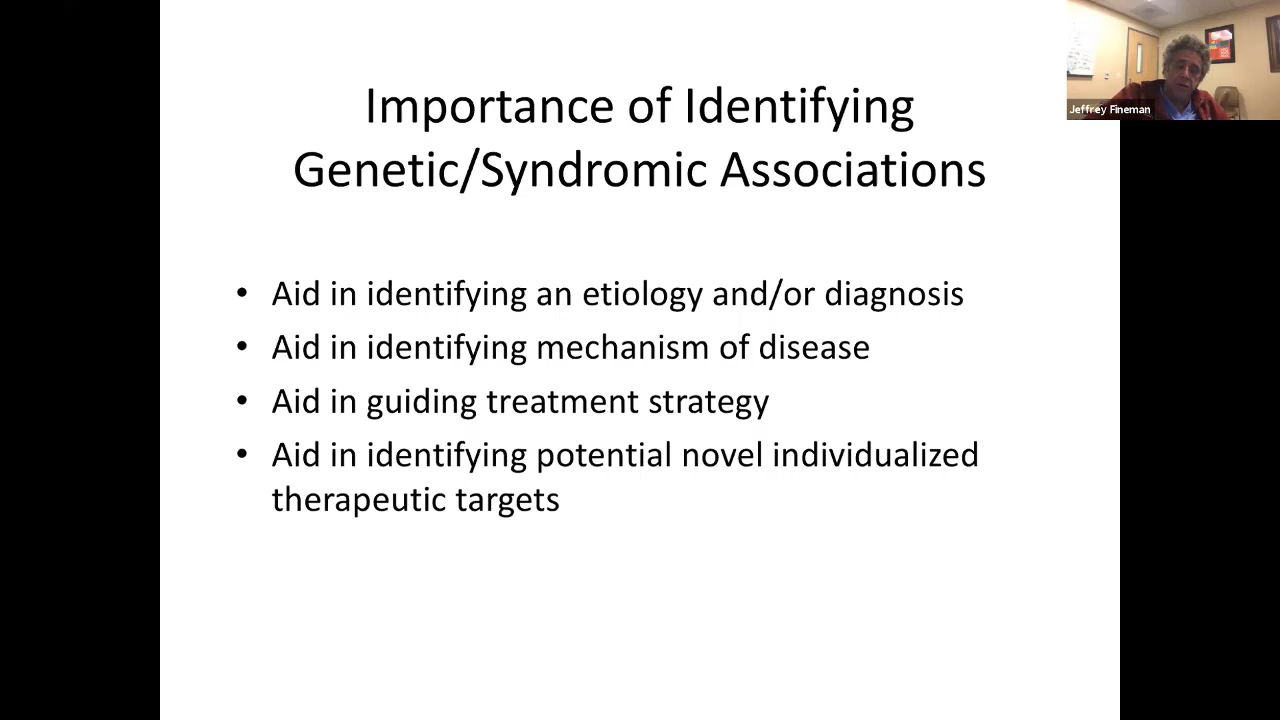 Jeffrey Fineman
Importance of Identifying
Genetic/Syndromic Associations
• Aid in identifying an etiology and/or diagnosis
• Aid in identifying mechanism of disease
• Aid in guiding treatment strategy
• Aid in identifying potential novel individualized
therapeutic targets